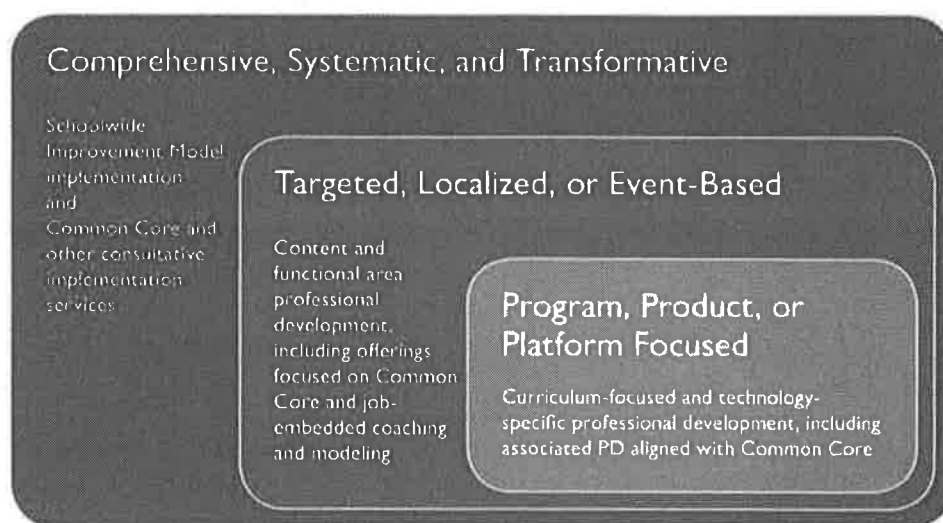 Comprehensive, Systematic, and Transformative
Schoolwide
Improvement Model
implementation
and
Common Core and
other consultative
implementation
services
Targeted, Localized, or Event-Based
Content and
functional area
professional
development,
including offerings
focused on Common
Core and job-
embedded coaching
and modeling
Program, Product, or
Platform Focused
Curriculum-focused and technology-
specific professional development, including
associated PD aligned with Common Core